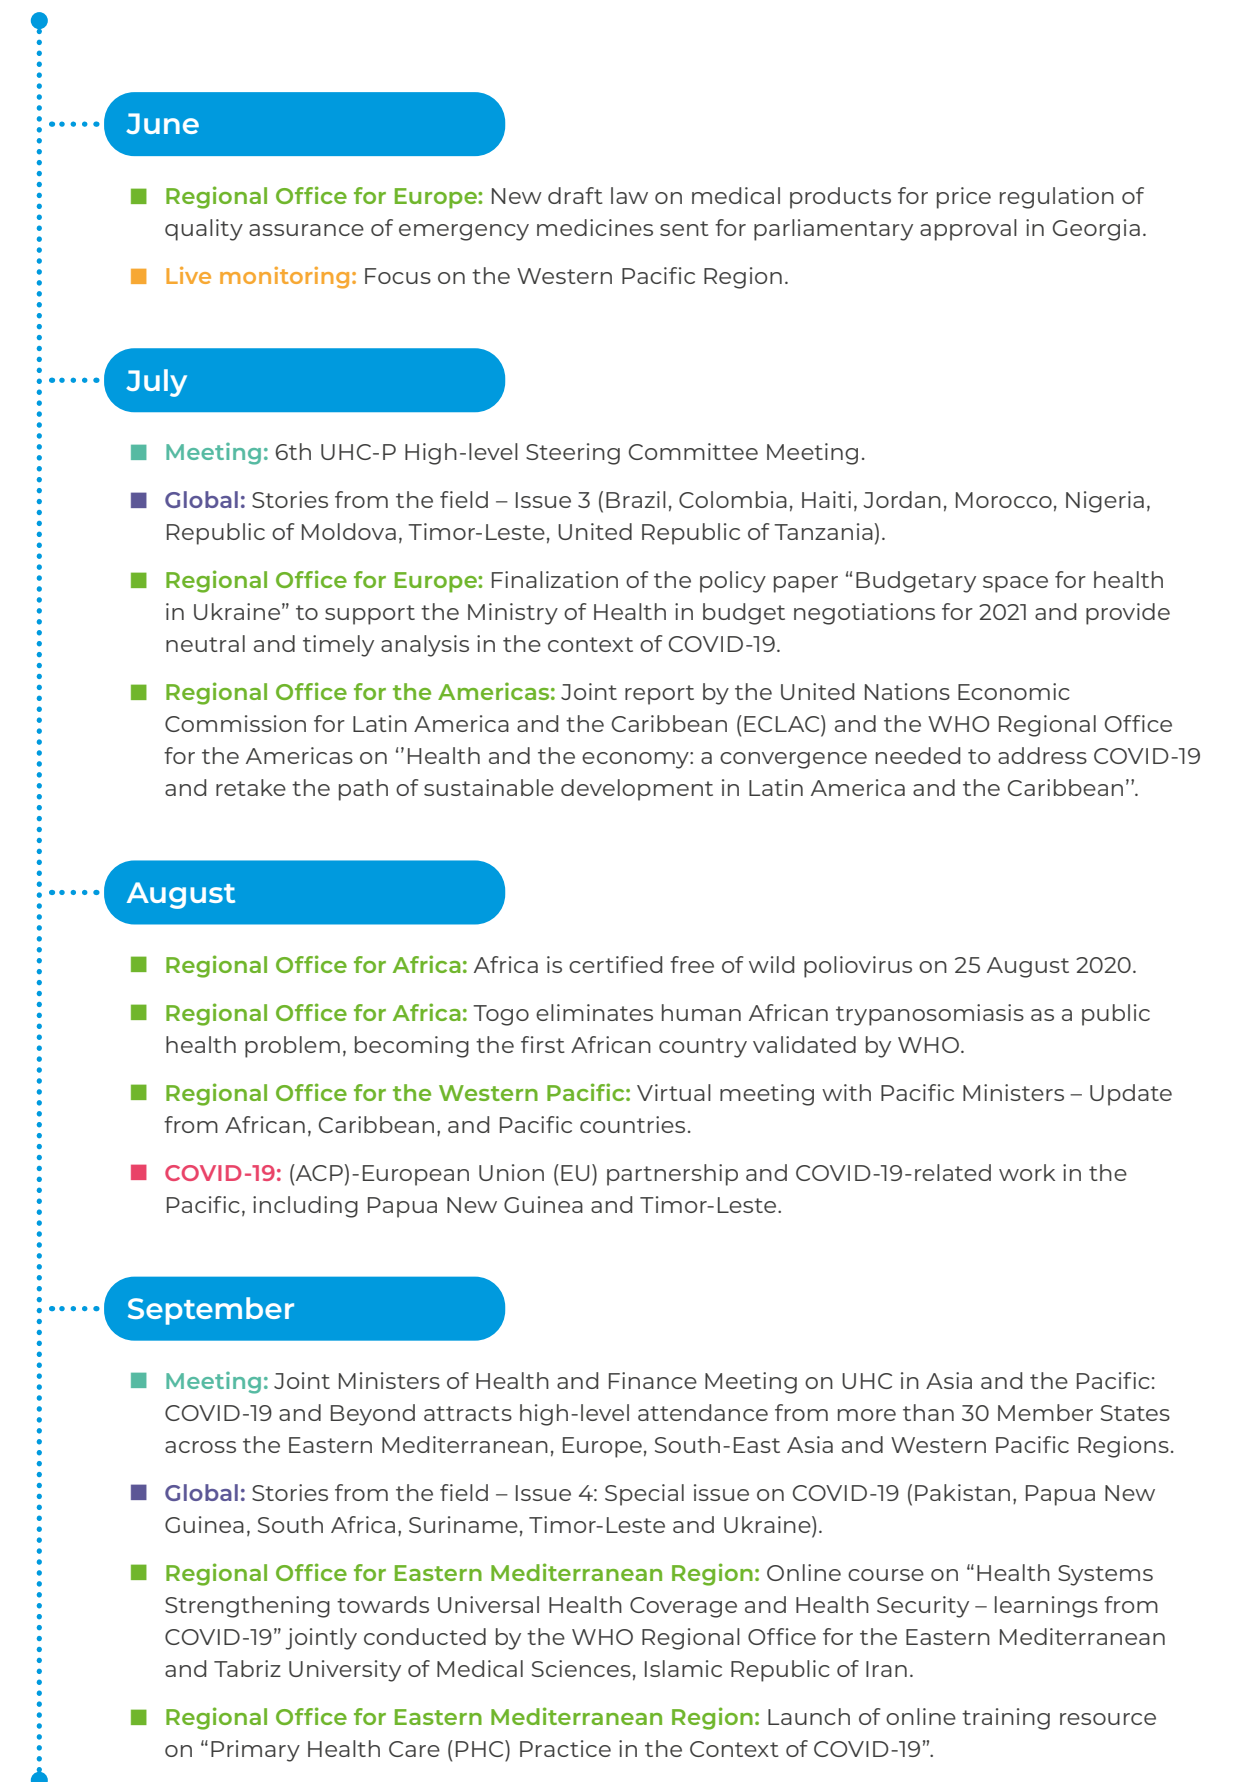 June
Regional Office for Europe: New draft law on medical products for price regulation of
quality assurance of emergency medicines sent for parliamentary approval in Georgia.
Live monitoring: Focus on the Western Pacific Region.
July
Meeting: 6th UHC-P High-level Steering Committee Meeting.
Global: Stories from the field – Issue 3 (Brazil, Colombia, Haiti, Jordan, Morocco, Nigeria,
Republic of Moldova, Timor-Leste, United Republic of Tanzania).
Regional Office for Europe: Finalization of the policy paper “Budgetary space for health
in Ukraine” to support the Ministry of Health in budget negotiations for 2021 and provide
neutral and timely analysis in the context of COVID-19.
Regional Office for the Americas: Joint report by the United Nations Economic
Commission for Latin America and the Caribbean (ECLAC) and the WHO Regional Office
for the Americas on ‘’Health and the economy: a convergence needed to address COVID-19
and retake the path of sustainable development in Latin America and the Caribbean’’.
August
Regional Office for Africa: Africa is certified free of wild poliovirus on 25 August 2020.
Regional Office for Africa: Togo eliminates human African trypanosomiasis as a public
health problem, becoming the first African country validated by WHO.
Regional Office for the Western Pacific: Virtual meeting with Pacific Ministers – Update
from African, Caribbean, and Pacific countries.
COVID-19: (ACP)-European Union (EU) partnership and COVID-19-related work in the
Pacific, including Papua New Guinea and Timor-Leste.
September
Meeting: Joint Ministers of Health and Finance Meeting on UHC in Asia and the Pacific:
COVID-19 and Beyond attracts high-level attendance from more than 30 Member States
across the Eastern Mediterranean, Europe, South-East Asia and Western Pacific Regions.
Global: Stories from the field – Issue 4: Special issue on COVID-19 (Pakistan, Papua New
Guinea, South Africa, Suriname, Timor-Leste and Ukraine).
Regional Office for Eastern Mediterranean Region: Online course on “Health Systems
Strengthening towards Universal Health Coverage and Health Security – learnings from
COVID-19” jointly conducted by the WHO Regional Office for the Eastern Mediterranean
and Tabriz University of Medical Sciences, Islamic Republic of Iran.
Regional Office for Eastern Mediterranean Region: Launch of online training resource
on “Primary Health Care (PHC) Practice in the Context of COVID-19”.